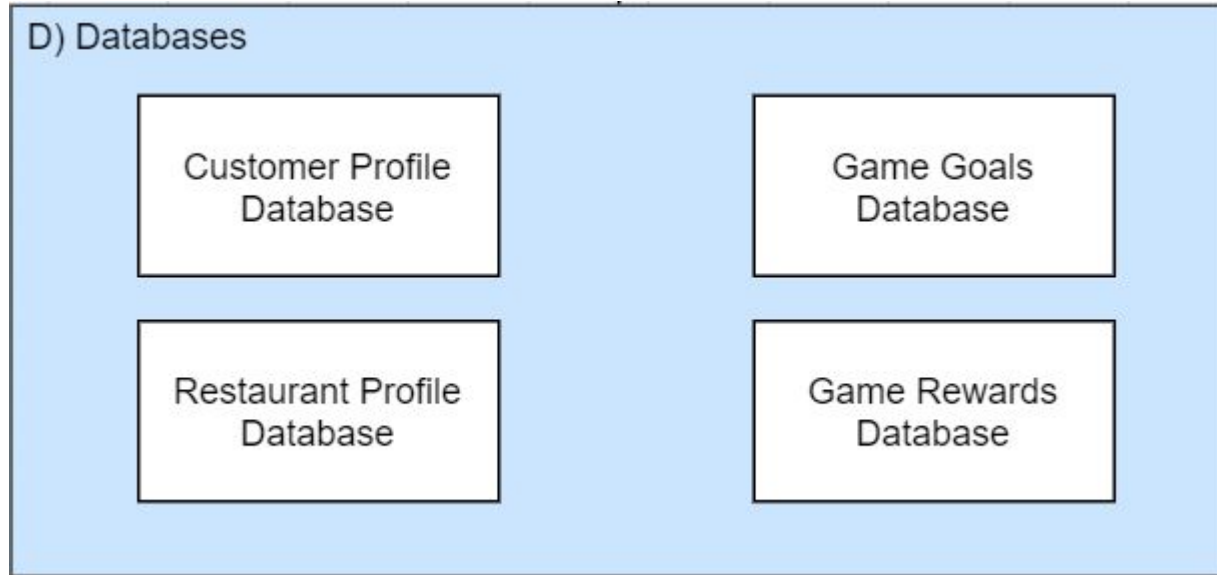 D) Databases
Customer Profile
Database
Game Goals
Database
Restaurant Profile
Database
Game Rewards
Database